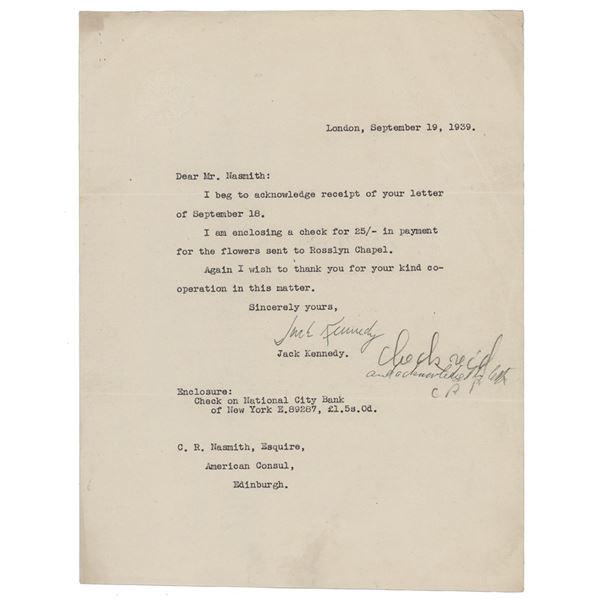 London, September 19, 1939.
Dear Mr. Nasmith:
I beg to acknowledge receipt of your letter
of September 18.
I am enclosing a check for 25/- in payment
for the flowers sent to Rosslyn Chapel.
Again I wish to thank you for your kind co-
operation in this matter.
Sincerely yours,
Jack Kennedy
Jack Kennedy.
Check rec'd
and acknowledged
Enclosure:
Check on National City Bank
of New York E.89287, £1.5s.0d.
C. R. Nasmith, Esquire,
American Consul,
Edinburgh.